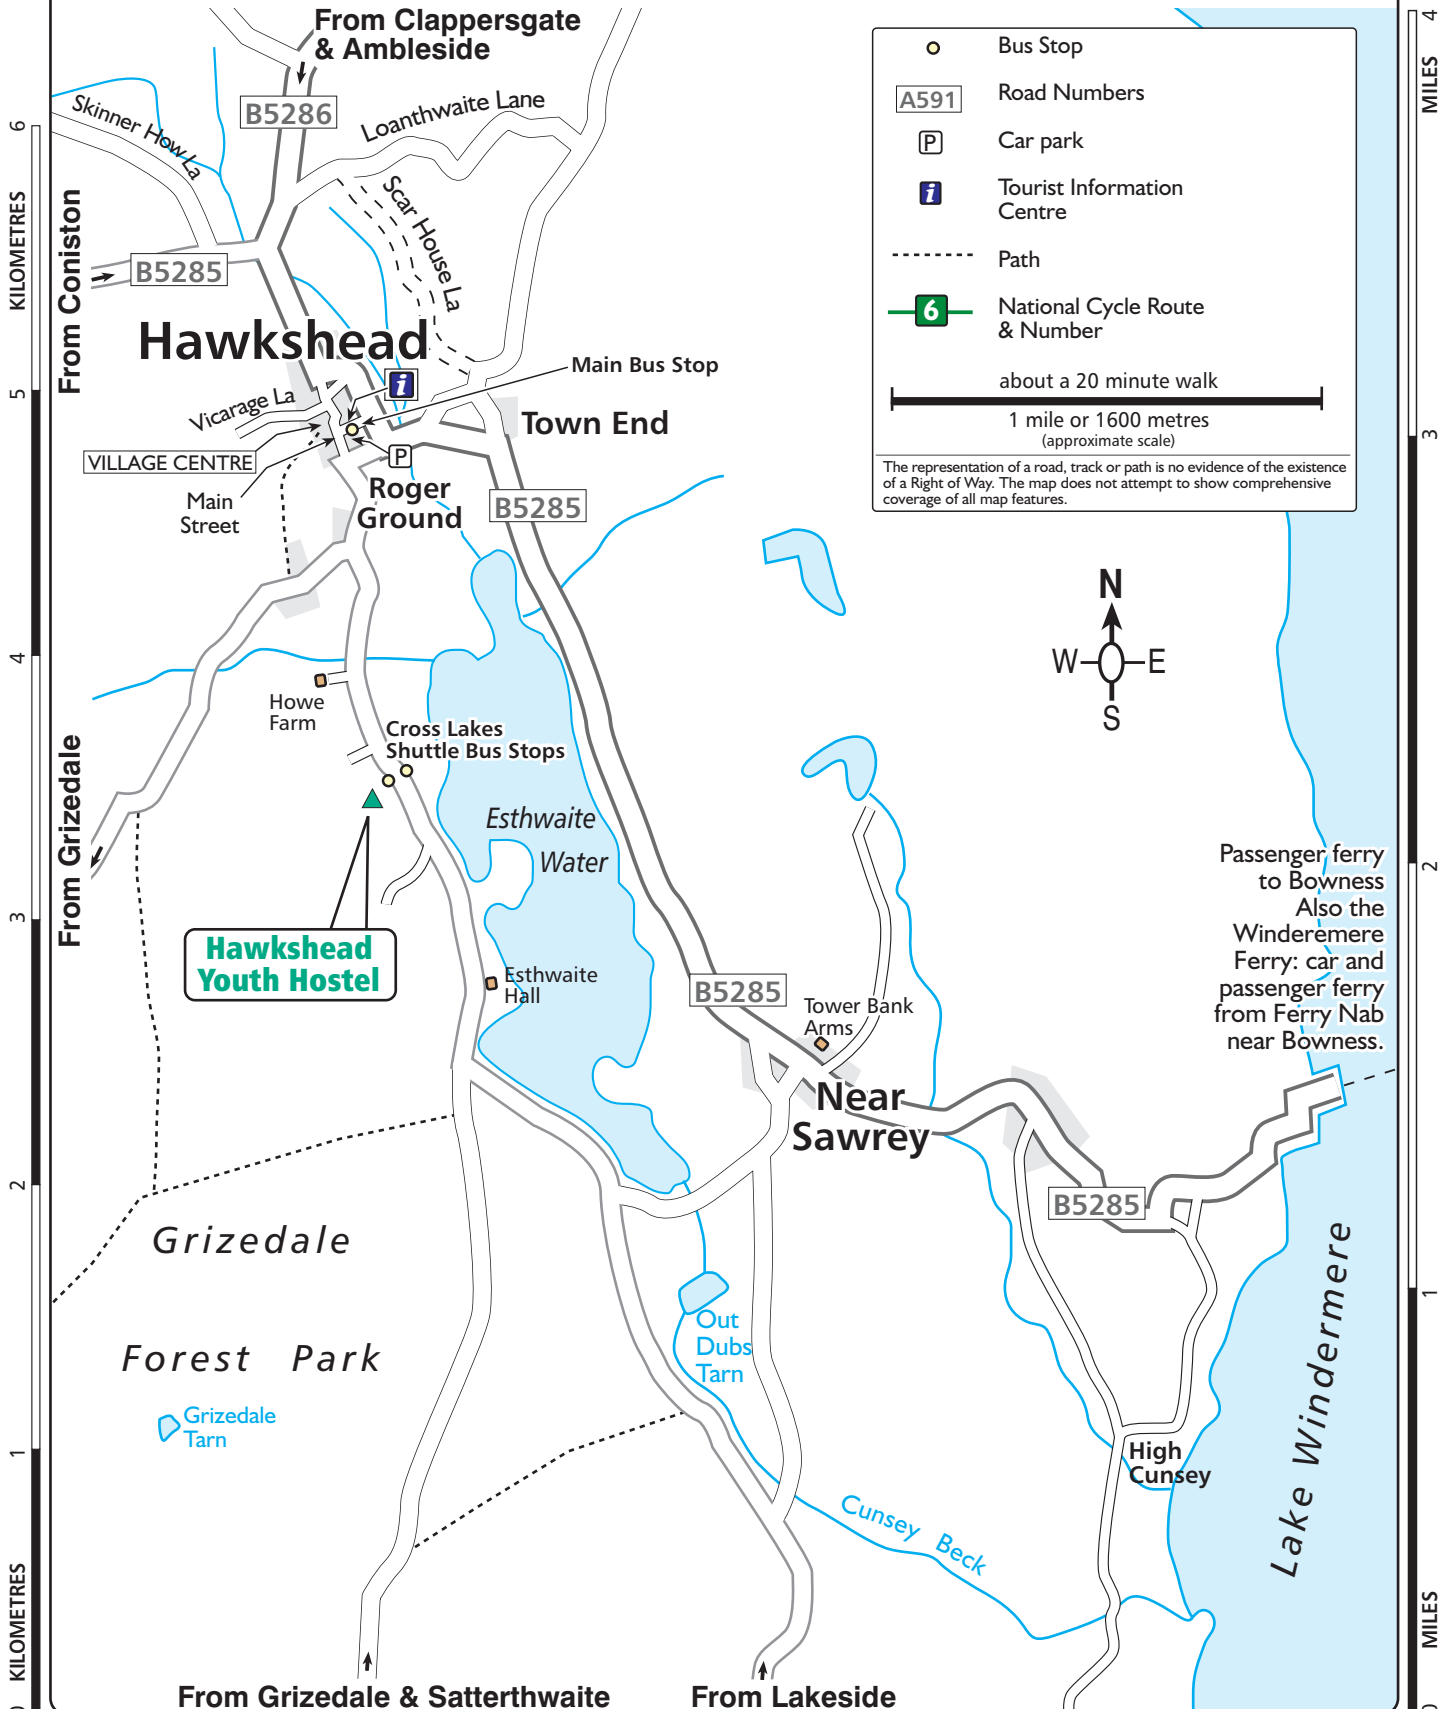 From Clappersgate
& Ambleside
B5286
Skinner How La
Loanthwaite Lane
Scar House La
From Coniston
B5285
Hawkshead
i
Main Bus Stop
Vicarage La
Town End
VILLAGE CENTRE
P
Main
Street
Roger
Ground
B5285
Howe
Farm
Cross Lakes
Shuttle Bus Stops
From Grizedale
Esthwaite
Water
Hawkshead
Youth Hostel
Esthwaite
Hall
B5285
Tower Bank
Arms
Near
Sawrey
B5285
Passenger ferry
to Bowness
Also the
Winderemere
Ferry: car and
passenger ferry
from Ferry Nab
near Bowness.
Grizedale
Forest Park
Grizedale
Tarn
Out
Dubs
Tarn
Cunsey Beck
High
Cunsey
Lake Windermere
From Grizedale & Satterthwaite
From Lakeside
Bus Stop
A591
Road Numbers
P
Car park
i
Tourist Information
Centre
Path
6
National Cycle Route
& Number
about a 20 minute walk
1 mile or 1600 metres
(approximate scale)
The representation of a road, track or path is no evidence of the existence
of a Right of Way. The map does not attempt to show comprehensive
coverage of all map features.
N
W
E
S
6
KILOMETRES
5
4
3
2
1
KILOMETRES
4
MILES
3
2
1
MILES